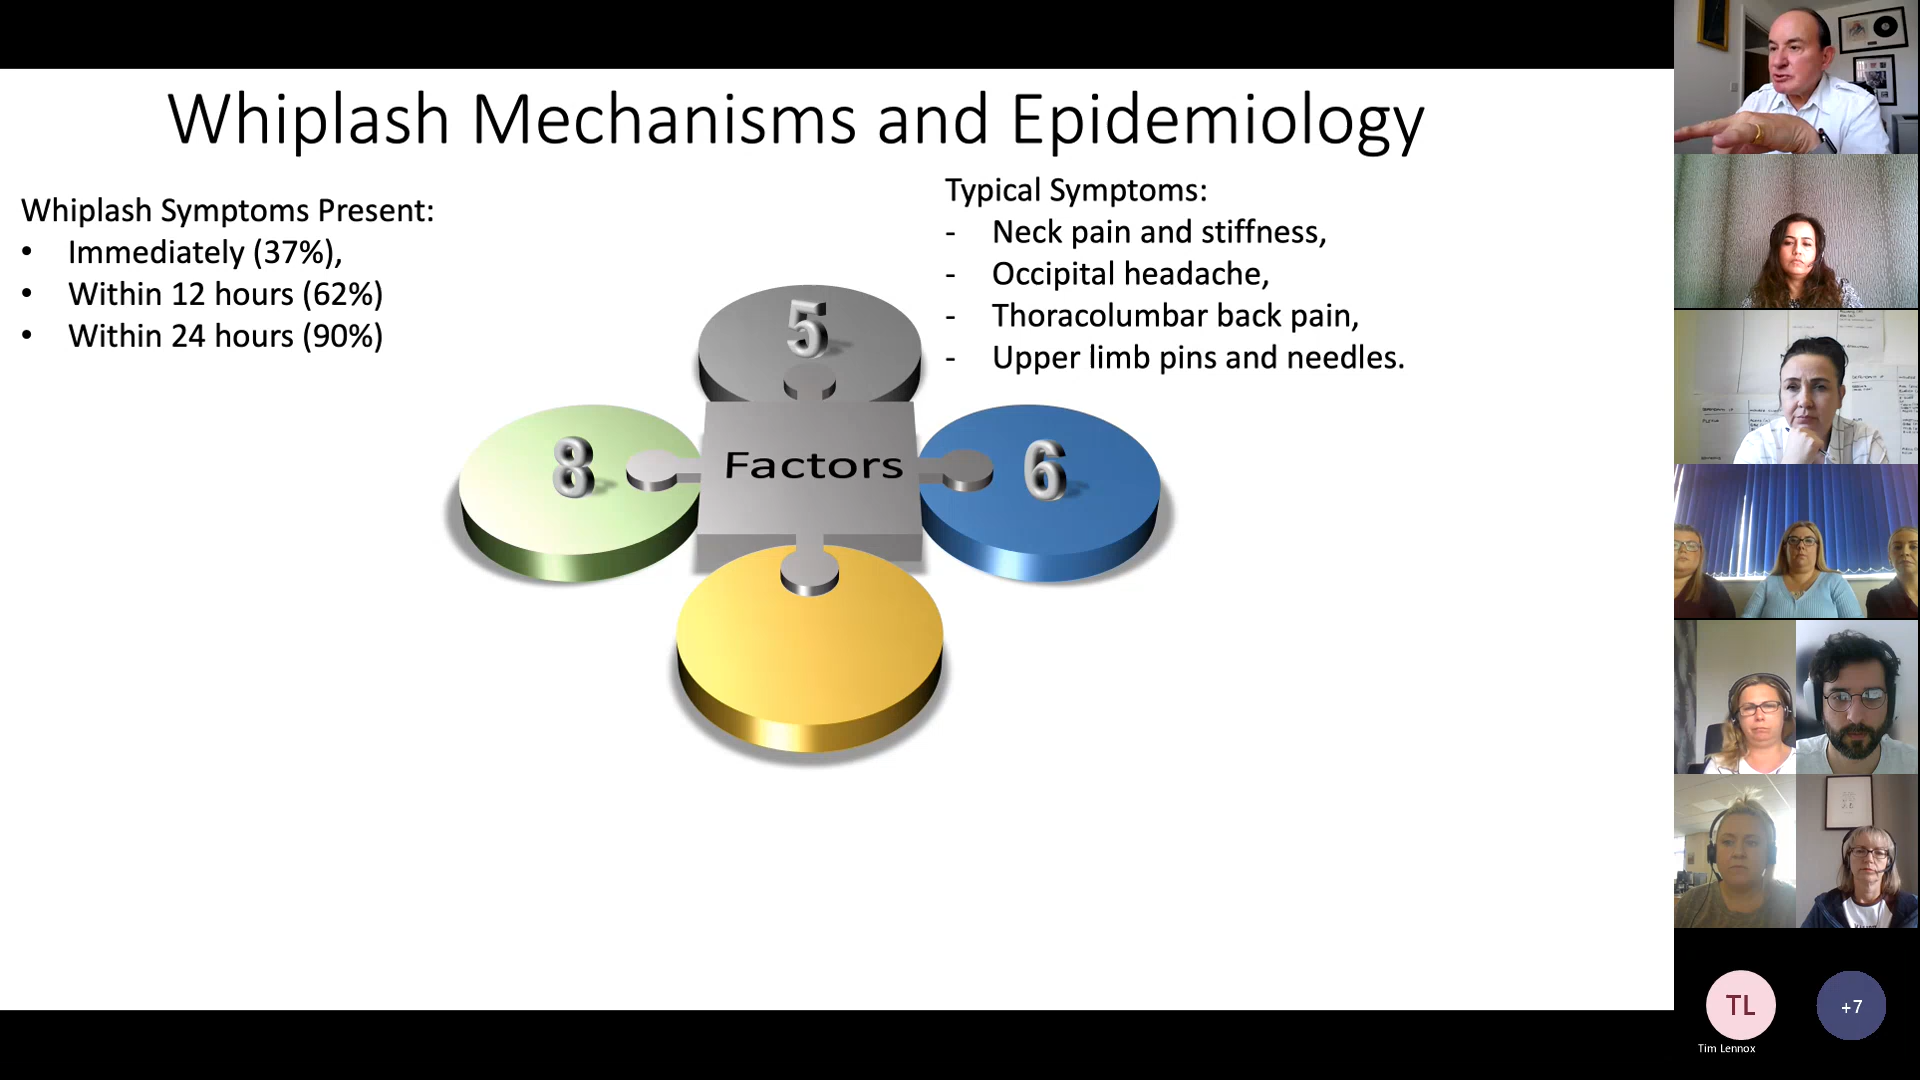 Whiplash Mechanisms and Epidemiology
Whiplash Symptoms Present:
• Immediately (37%),
• Within 12 hours (62%)
• Within 24 hours (90%)
Typical Symptoms:
- Neck pain and stiffness,
- Occipital headache,
- Thoracolumbar back pain,
- Upper limb pins and needles.
5
8
Factors
6
TL
Tim Lennox
+7